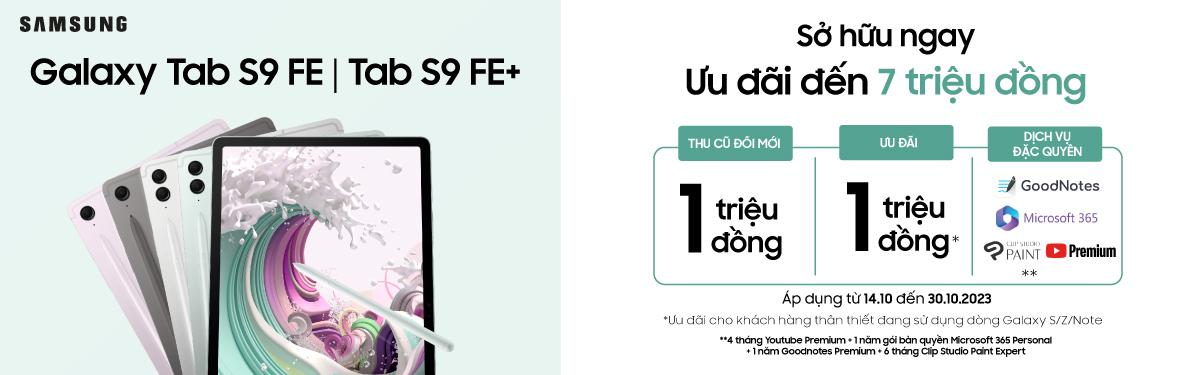 SAMSUNG
Galaxy Tab S9 FE | Tab S9 FE+
Sở hữu ngay
Ưu đãi đến 7 triệu đồng
THU CŨ ĐỔI MỚI
1 triệu đồng
ƯU ĐÃI
1 triệu đồng*
DỊCH VỤ
ĐẶC QUYỀN
GoodNotes
Microsoft 365
CLIP STUDIO PAINT Premium
**
Áp dụng từ 14.10 đến 30.10.2023
*Ưu đãi cho khách hàng thân thiết đang sử dụng dòng Galaxy S/Z/Note
**4 tháng Youtube Premium + 1 năm gói bản quyền Microsoft 365 Personal
+ 1 năm Goodnotes Premium + 6 tháng Clip Studio Paint Expert